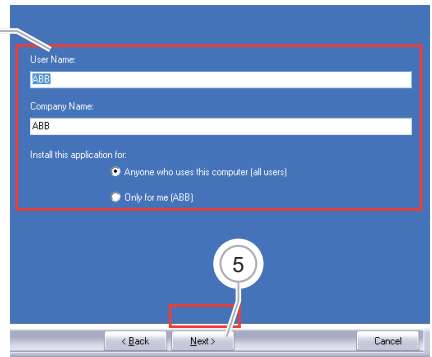 User Name:
ABB
Company Name:
ABB
Install this application for:
Anyone who uses this computer (all users)
Only for me (ABB)
5
< Back Next > Cancel